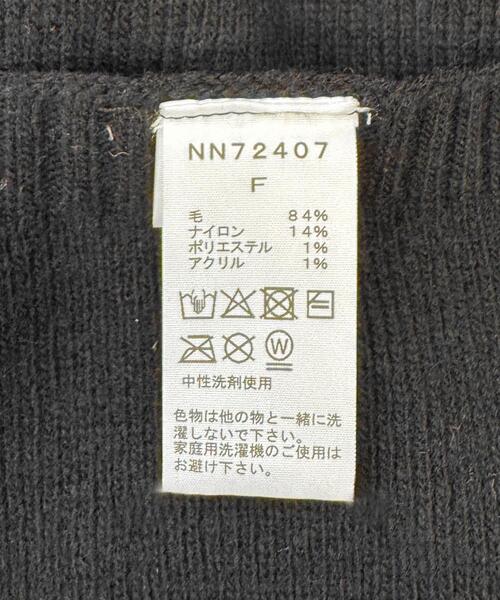 NN72407
F
毛 84%
ナイロン 14%
ポリエステル 1%
アクリル 1%
W
中性洗剤使用
色物は他の物と一緒に洗
濯しないで下さい。
家庭用洗濯機のご使用は
お避け下さい。